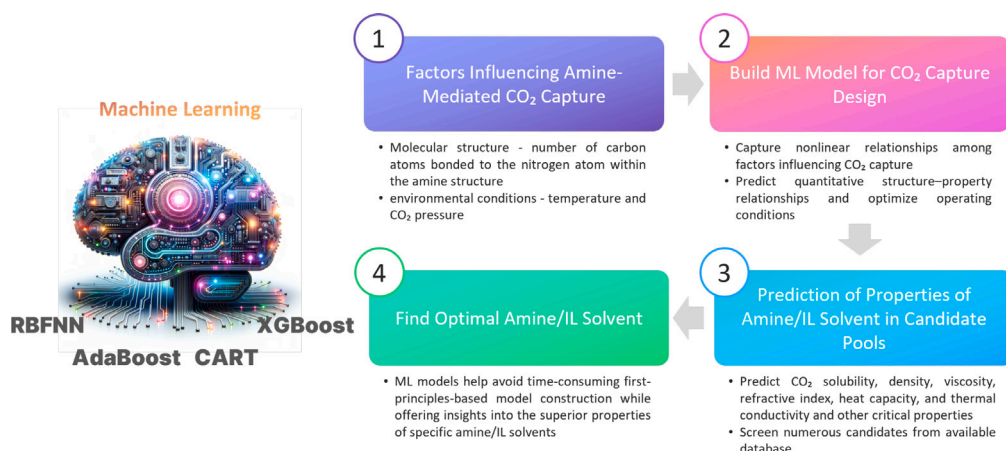 Machine Learning
RBFNN
XGBoost
AdaBoost CART
1
Factors Influencing Amine-
Mediated CO₂ Capture
• Molecular structure - number of carbon
atoms bonded to the nitrogen atom within
the amine structure
• environmental conditions - temperature and
CO₂ pressure
2
Build ML Model for CO₂ Capture
Design
• Capture nonlinear relationships among
factors influencing CO₂ capture
• Predict quantitative structure–property
relationships and optimize operating
conditions
3
Prediction of Properties of
Amine/IL Solvent in Candidate
Pools
• Predict CO₂ solubility, density, viscosity,
refractive index, heat capacity, and thermal
conductivity and other critical properties
• Screen numerous candidates from available
database
4
Find Optimal Amine/IL Solvent
• ML models help avoid time-consuming first-
principles-based model construction while
offering insights into the superior properties
of specific amine/IL solvents